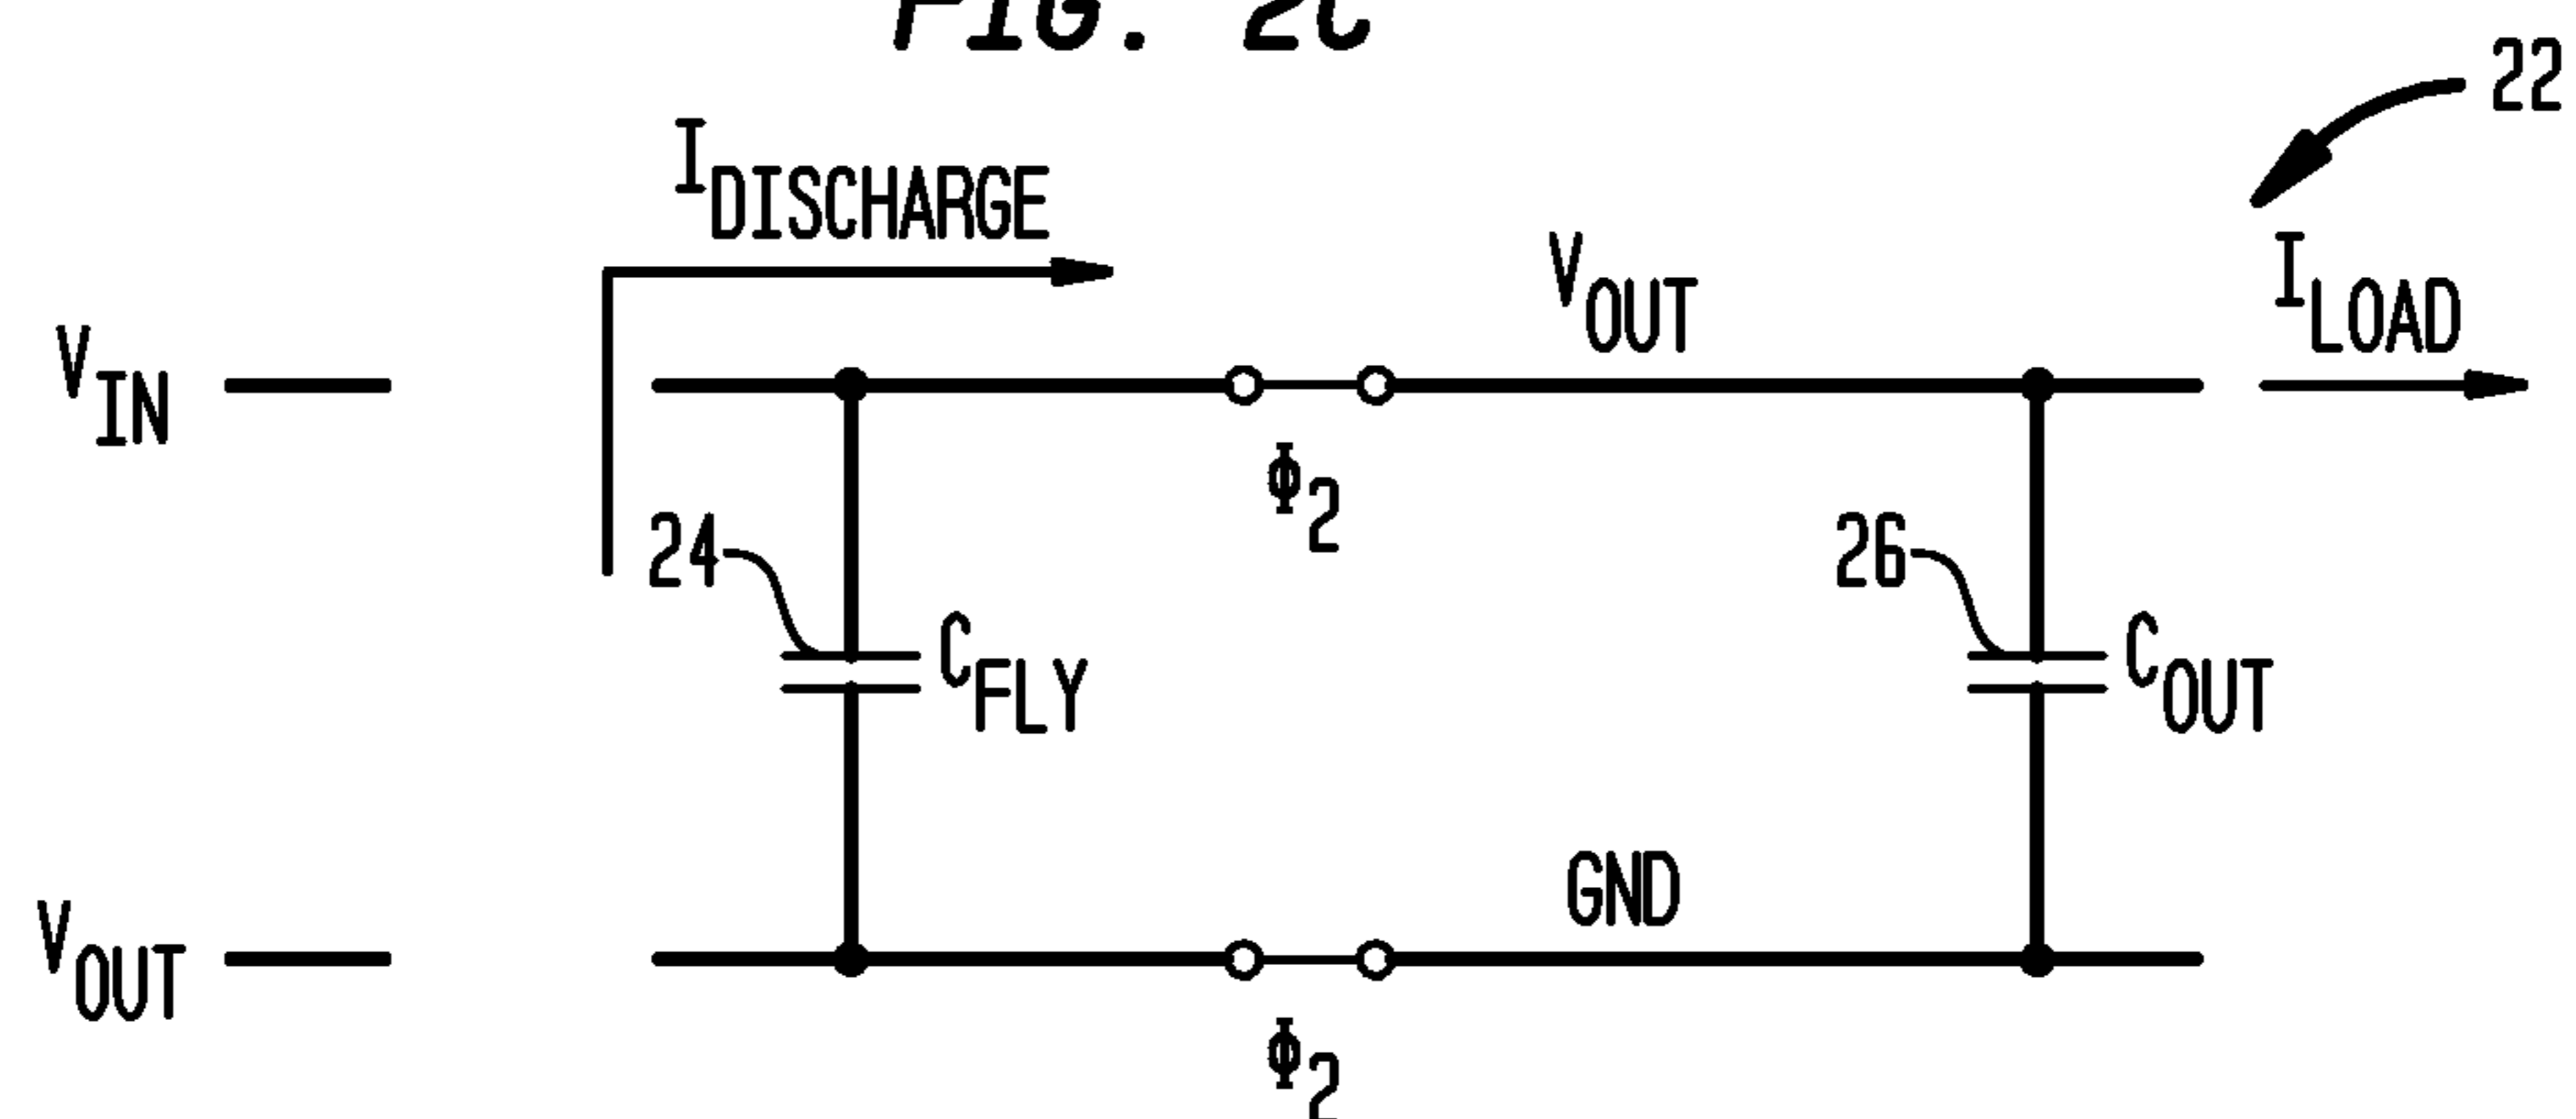 FIG. 2C
22
IDISCHARGE
VOUT
ILOAD
VIN
Φ2
24
26
CFLY
COUT
GND
VOUT
Φ2